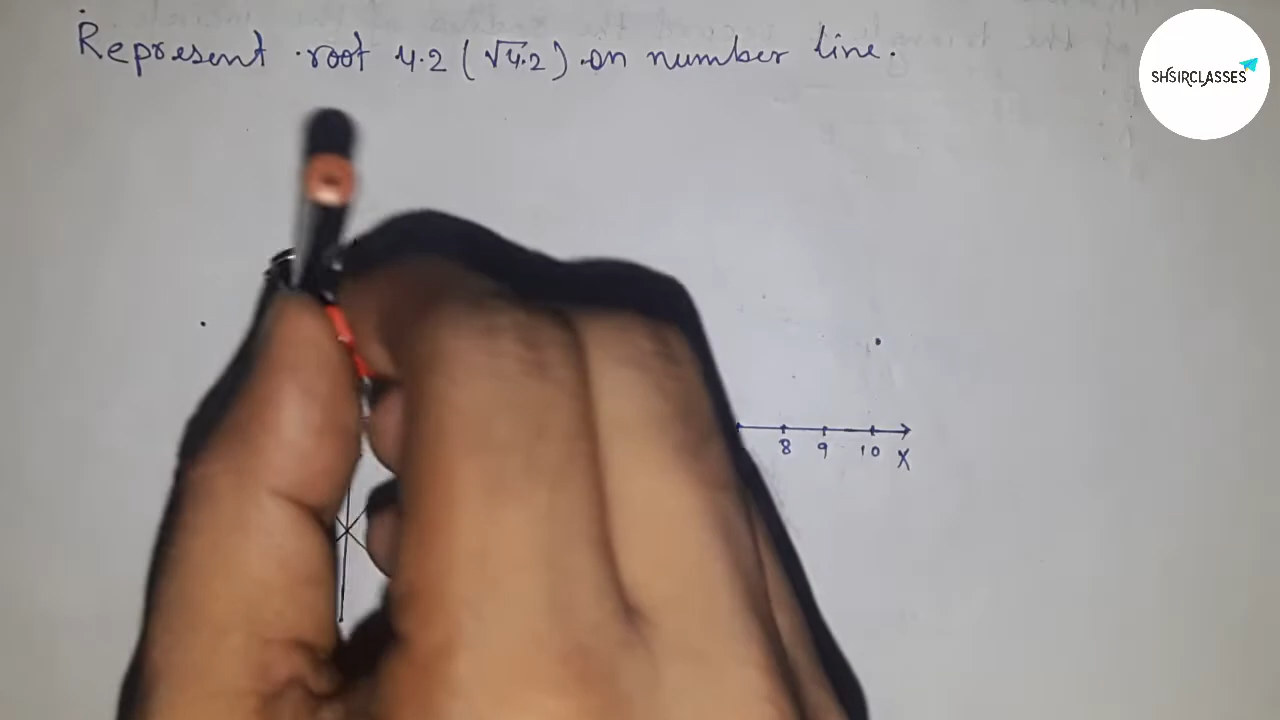 Represent root 4.2 (√4.2) on number line.
SHSIRCLASSES
8 9 10 X